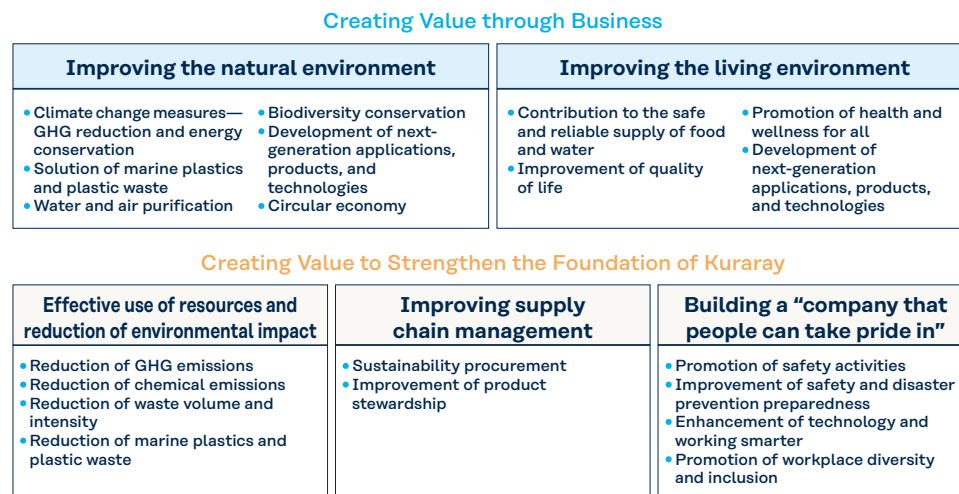 Creating Value through Business
Improving the natural environment
• Climate change measures—
GHG reduction and energy
conservation
• Solution of marine plastics
and plastic waste
• Water and air purification
• Biodiversity conservation
• Development of next-
generation applications,
products, and
technologies
• Circular economy
Improving the living environment
• Contribution to the safe
and reliable supply of food
and water
• Improvement of quality
of life
• Promotion of health and
wellness for all
• Development of
next-generation
applications, products,
and technologies
Creating Value to Strengthen the Foundation of Kuraray
Effective use of resources and
reduction of environmental impact
• Reduction of GHG emissions
• Reduction of chemical emissions
• Reduction of waste volume and
intensity
• Reduction of marine plastics and
plastic waste
Improving supply
chain management
• Sustainability procurement
• Improvement of product
stewardship
Building a “company that
people can take pride in”
• Promotion of safety activities
• Improvement of safety and disaster
prevention preparedness
• Enhancement of technology and
working smarter
• Promotion of workplace diversity
and inclusion